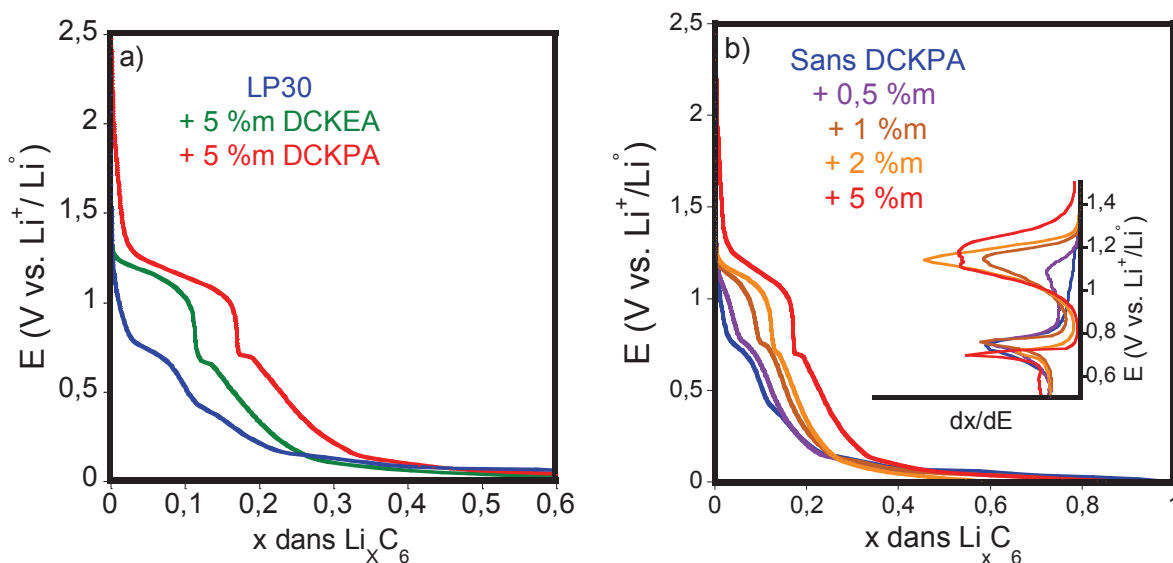 a)
LP30
+ 5 %m DCKEA
+ 5 %m DCKPA
2,5
2
1,5
1
0,5
0
E (V vs. Li⁺/Li°)
0 0,1 0,2 0,3 0,4 0,5 0,6
x dans LiₓC₆
b)
Sans DCKPA
+ 0,5 %m
+ 1 %m
+ 2 %m
+ 5 %m
2,5
2
1,5
1
0,5
0
E (V vs. Li⁺/Li°)
1,4
1,2
1
0,8
0,6
E (V vs. Li⁺/Li°)
dx/dE
0 0,2 0,4 0,6 0,8 1
x dans LiₓC₆